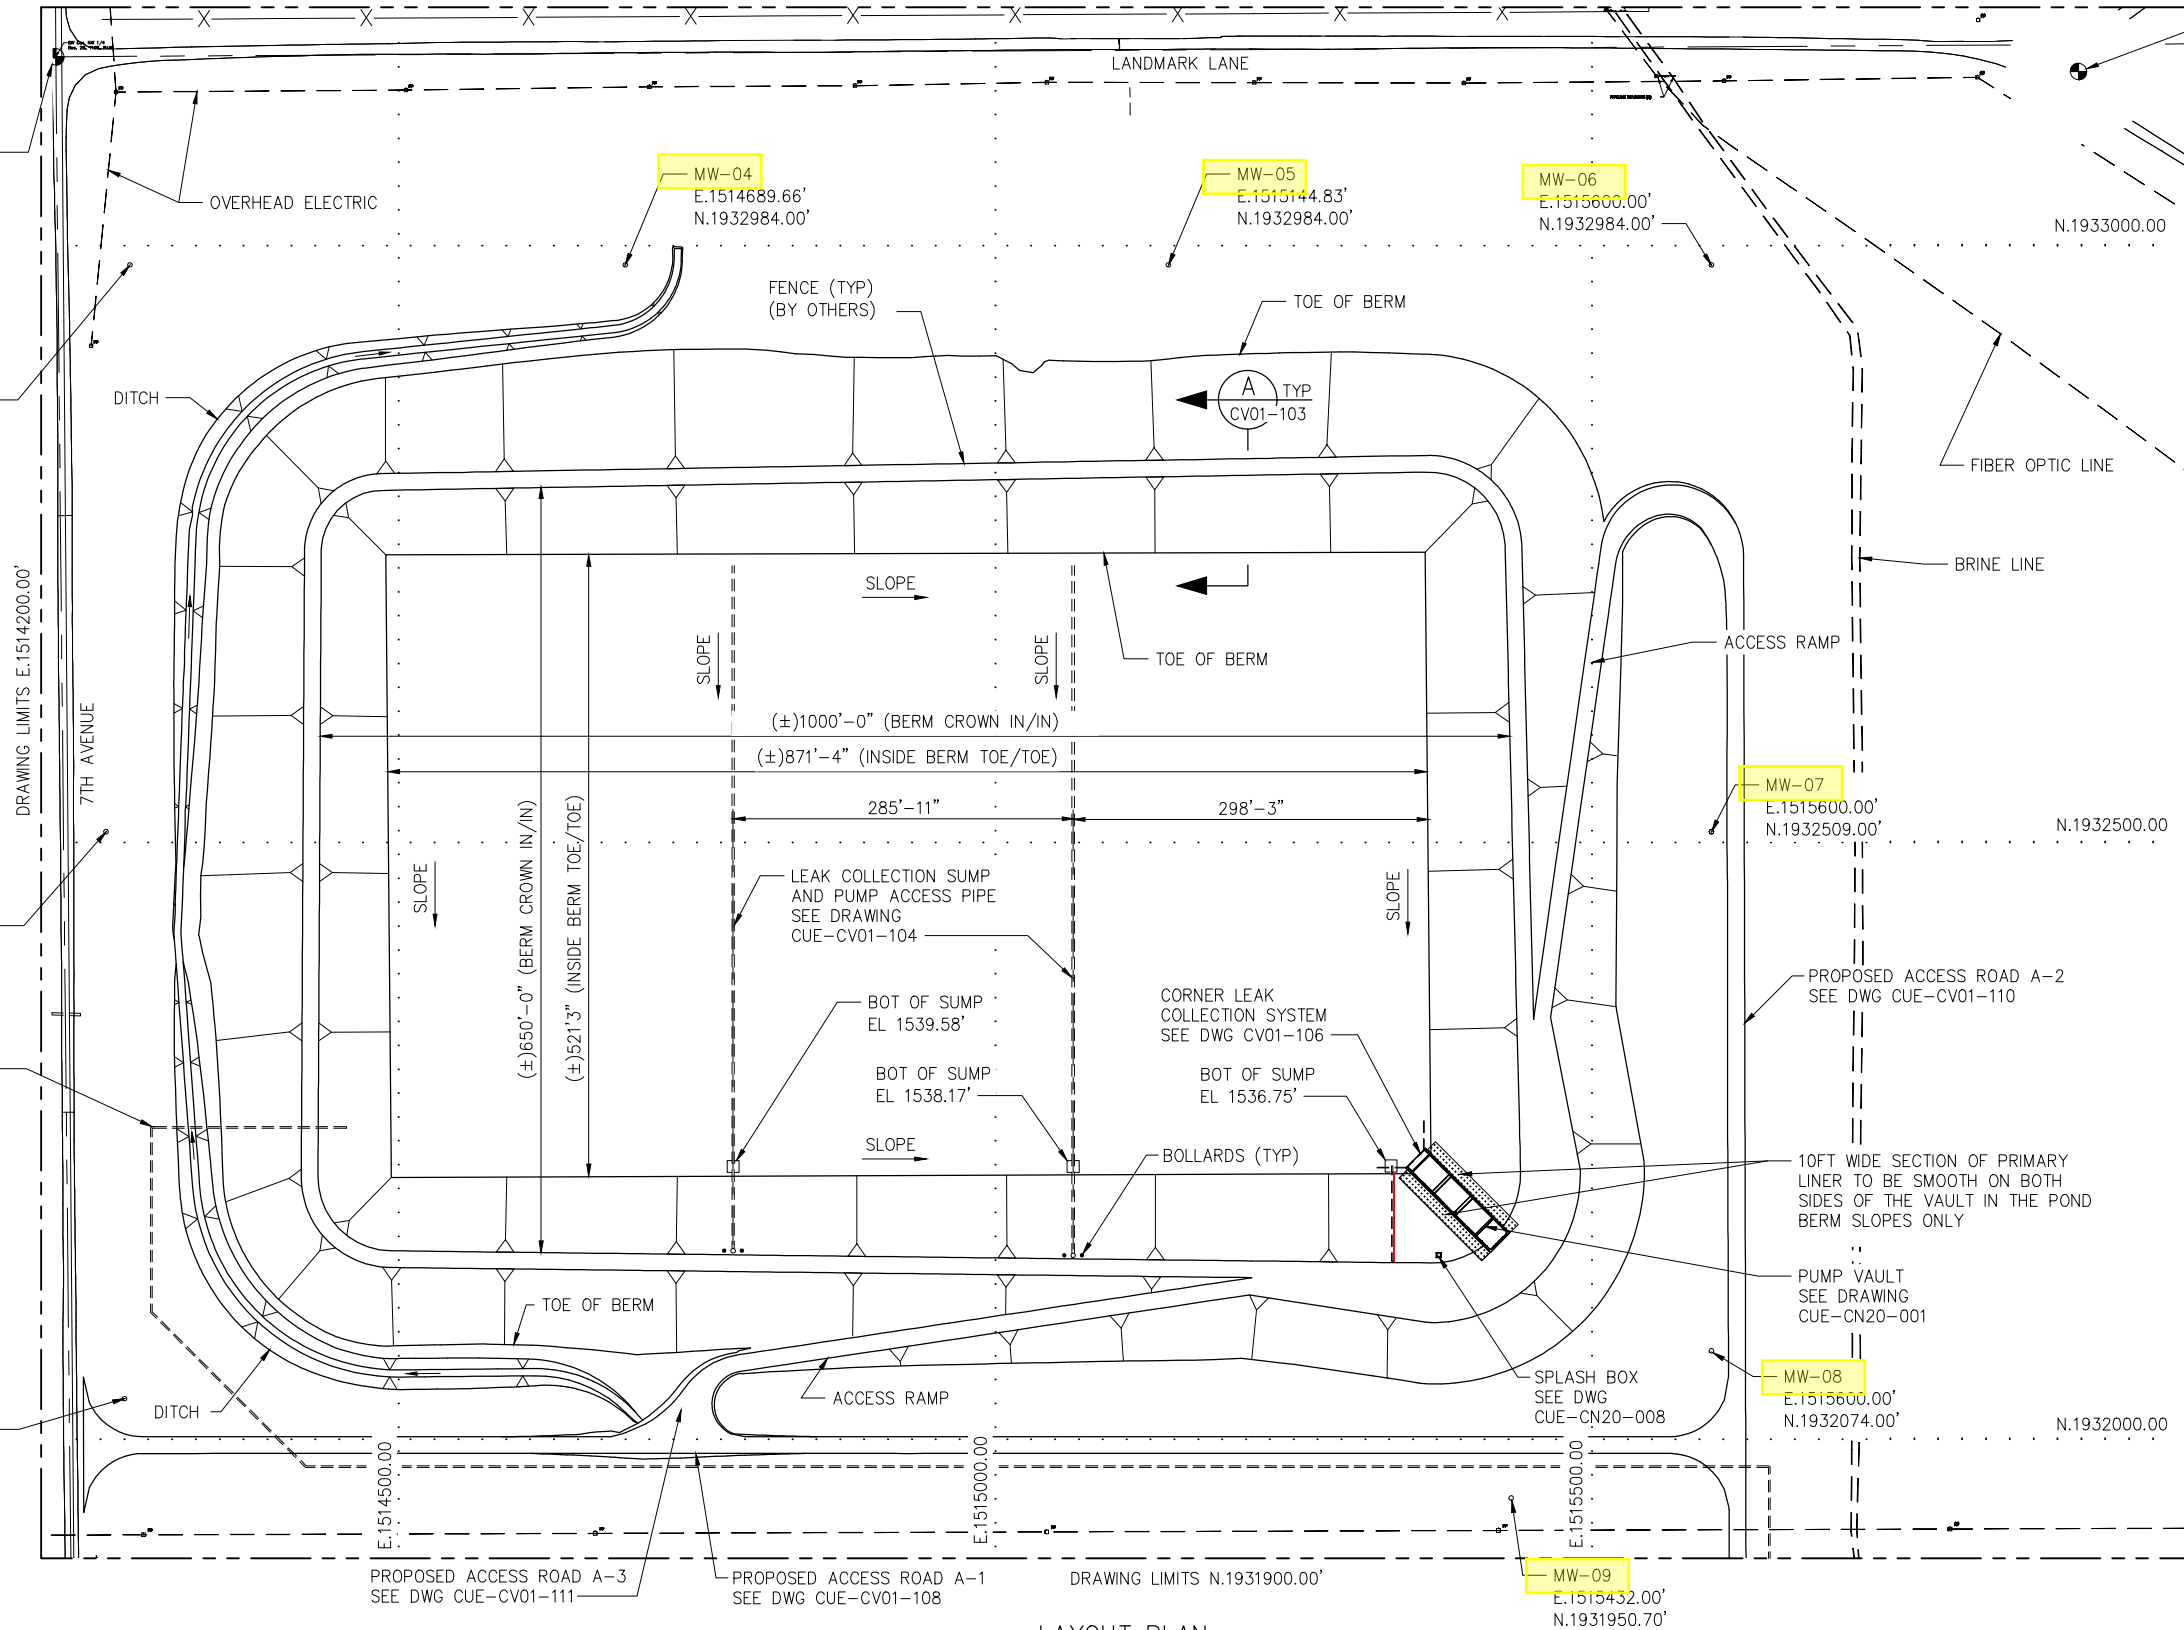 LANDMARK LANE
OVERHEAD ELECTRIC
MW-04
E.1514689.66'
N.1932984.00'
MW-05
E.1515144.83'
N.1932984.00'
MW-06
E.1515600.00'
N.1932984.00'
N.1933000.00
FENCE (TYP)
(BY OTHERS)
TOE OF BERM
DITCH
A
TYP
CV01-103
FIBER OPTIC LINE
BRINE LINE
SLOPE
SLOPE
SLOPE
TOE OF BERM
ACCESS RAMP
DRAWING LIMITS E.1514200.00'
7TH AVENUE
(±)1000'-0" (BERM CROWN IN/IN)
(±)871'-4" (INSIDE BERM TOE/TOE)
285'-11"
298'-3"
MW-07
E.1515600.00'
N.1932509.00'
N.1932500.00
SLOPE
(±)650'-0" (BERM CROWN IN/IN)
(±)521'3" (INSIDE BERM TOE/TOE)
LEAK COLLECTION SUMP
AND PUMP ACCESS PIPE
SEE DRAWING
CUE-CV01-104
SLOPE
BOT OF SUMP
EL 1539.58'
CORNER LEAK
COLLECTION SYSTEM
SEE DWG CV01-106
PROPOSED ACCESS ROAD A-2
SEE DWG CUE-CV01-110
BOT OF SUMP
EL 1538.17'
BOT OF SUMP
EL 1536.75'
SLOPE
BOLLARDS (TYP)
10FT WIDE SECTION OF PRIMARY
LINER TO BE SMOOTH ON BOTH
SIDES OF THE VAULT IN THE POND
BERM SLOPES ONLY
TOE OF BERM
PUMP VAULT
SEE DRAWING
CUE-CN20-001
DITCH
ACCESS RAMP
SPLASH BOX
SEE DWG
CUE-CN20-008
MW-08
E.1515600.00'
N.1932074.00'
N.1932000.00
E.1514500.00
E.1515000.00
E.1515500.00
PROPOSED ACCESS ROAD A-3
SEE DWG CUE-CV01-111
PROPOSED ACCESS ROAD A-1
SEE DWG CUE-CV01-108
DRAWING LIMITS N.1931900.00'
MW-09
E.1515432.00'
N.1931950.70'
LAYOUT PLAN